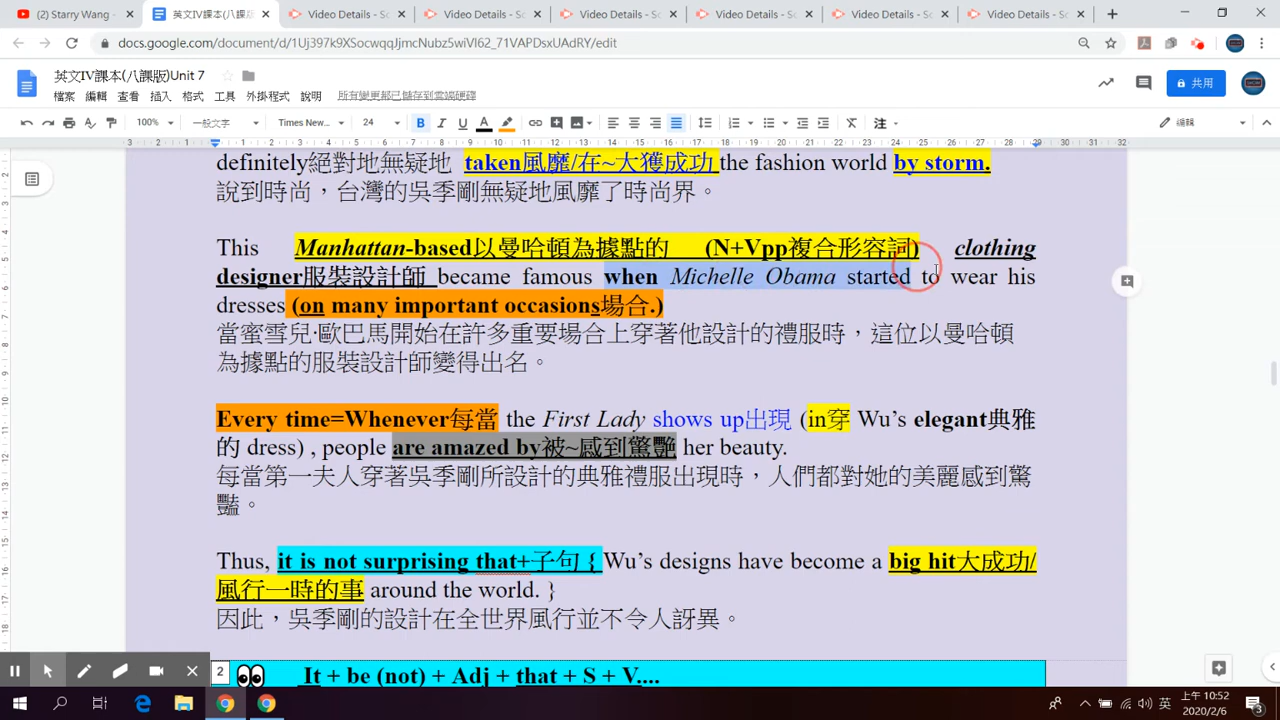 (2) Starry Wang -
英文IV課本(八課版)Unit 7
Video Details - Sc
Video Details - Sc
Video Details - Sc
Video Details - Sc
Video Details - Sc
Video Details - Sc
docs.google.com/document/d/1Uj397k9XSocwqqJjmcNubz5wiVl62_71VAPDsxUAdRY/edit
英文IV課本(八課版)Unit 7
檔案 編輯 查看 插入 格式 工具 外掛程式 說明 所有變更都已儲存到雲端硬碟
共用
100% 一般文字 Times New... 24 B I U A 注 編輯
definitely絕對地無疑地 taken風靡/在~大獲成功 the fashion world by storm.
說到時尚，台灣的吳季剛無疑地風靡了時尚界。
This Manhattan-based以曼哈頓為據點的 (N+Vpp複合形容詞) clothing
designer服裝設計師 became famous when Michelle Obama started to wear his
dresses (on many important occasions場合.)
當蜜雪兒·歐巴馬開始在許多重要場合上穿著他設計的禮服時，這位以曼哈頓
為據點的服裝設計師變得出名。
Every time=Whenever每當 the First Lady shows up出現 (in穿 Wu’s elegant典雅
的 dress) , people are amazed by被~感到驚艷 her beauty.
每當第一夫人穿著吳季剛所設計的典雅禮服出現時，人們都對她的美麗感到驚
豔。
Thus, it is not surprising that+子句 { Wu’s designs have become a big hit大成功/
風行一時的事 around the world. }
因此，吳季剛的設計在全世界風行並不令人訝異。
2 It + be (not) + Adj + that + S + V....
英
上午 10:52
2020/2/6
3